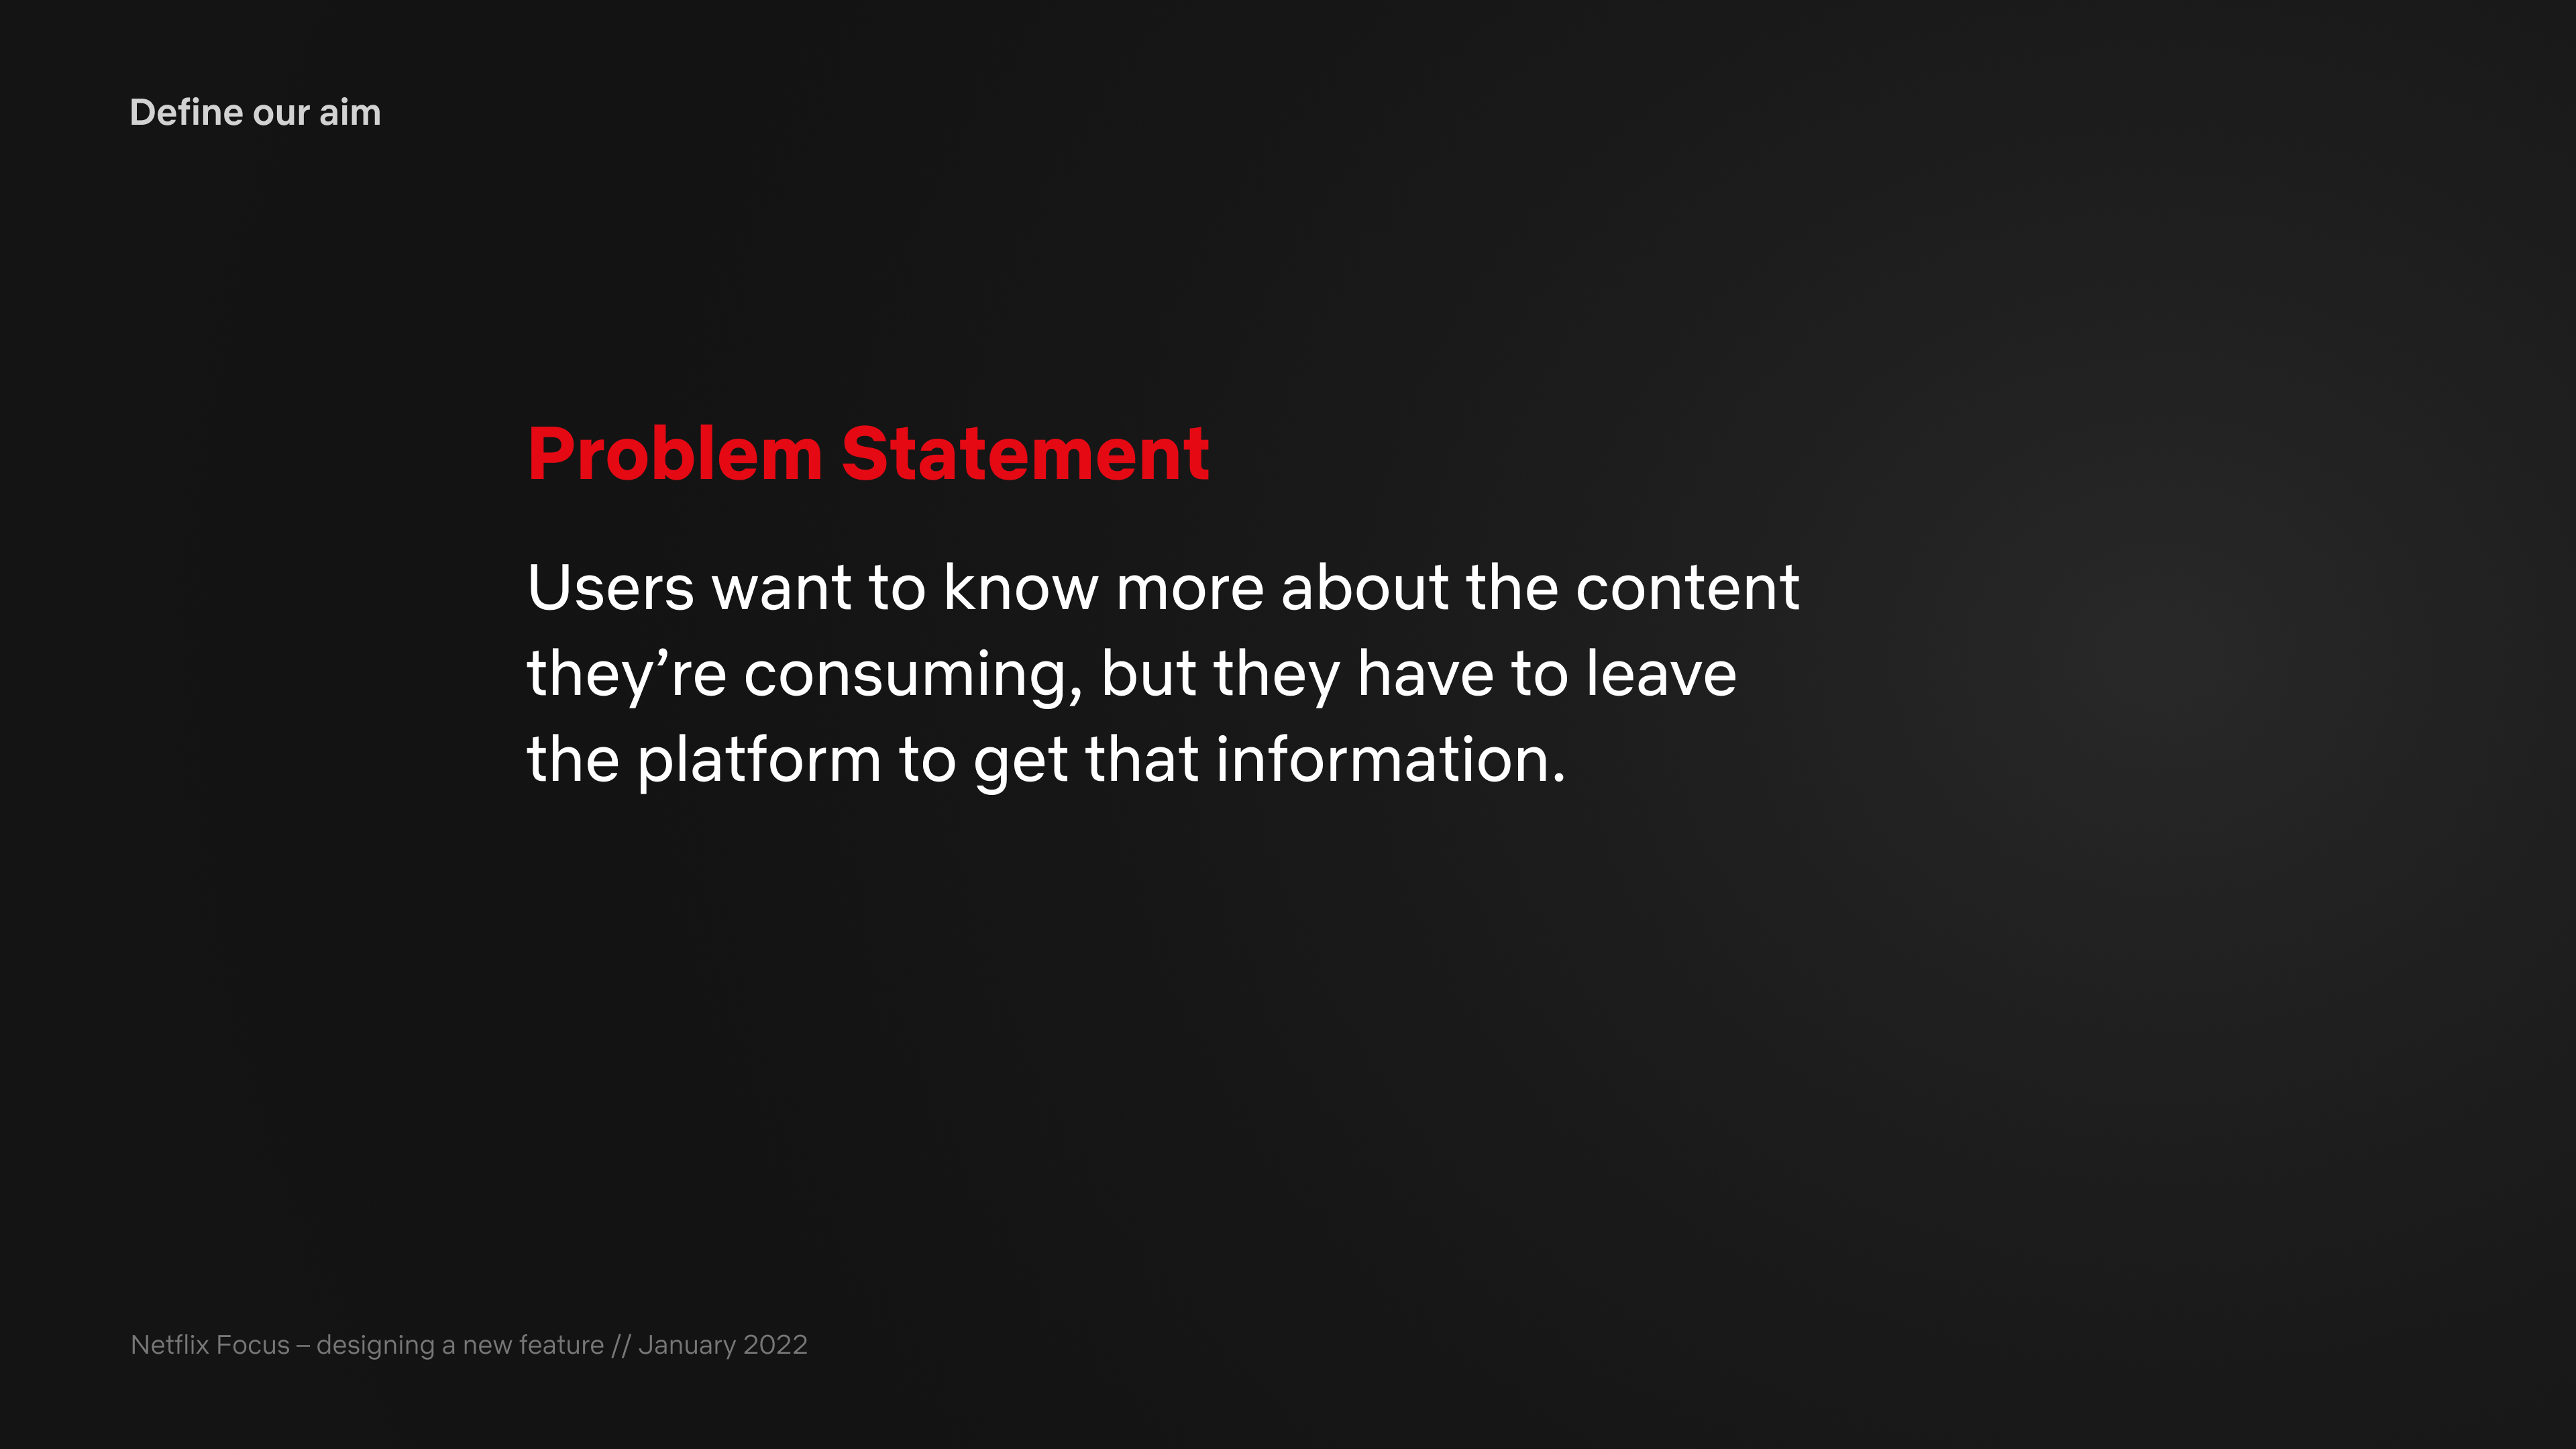 Define our aim
Problem Statement
Users want to know more about the content
they’re consuming, but they have to leave
the platform to get that information.
Netflix Focus – designing a new feature // January 2022